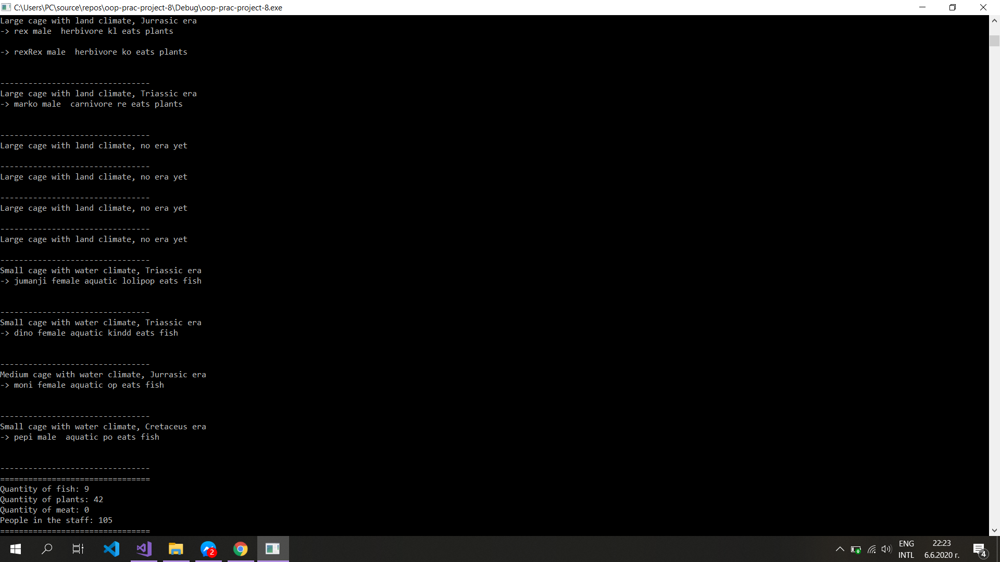 C:\Users\PC\source\repos\oop-prac-project-8\Debug\oop-prac-project-8.exe
Large cage with land climate, Jurrasic era
-> rex male  herbivore kl eats plants
-> rexRex male  herbivore ko eats plants
--------------------------------
Large cage with land climate, Triassic era
-> marko male  carnivore re eats plants
--------------------------------
Large cage with land climate, no era yet
--------------------------------
Large cage with land climate, no era yet
--------------------------------
Large cage with land climate, no era yet
--------------------------------
Large cage with land climate, no era yet
--------------------------------
Small cage with water climate, Triassic era
-> jumanji female aquatic lolipop eats fish
--------------------------------
Small cage with water climate, Triassic era
-> dino female aquatic kindd eats fish
--------------------------------
Medium cage with water climate, Jurrasic era
-> moni female aquatic op eats fish
--------------------------------
Small cage with water climate, Cretaceus era
-> pepi male  aquatic po eats fish
--------------------------------
================================
Quantity of fish: 9
Quantity of plants: 42
Quantity of meat: 0
People in the staff: 105
================================
2
ENG
INTL
22:23
6.6.2020 г.
4